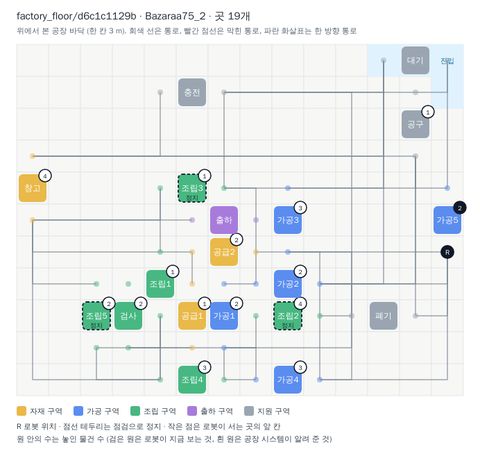 factory_floor/d6c1c1129b · Bazaraa75_2 · 곳 19개
위에서 본 공장 바닥 (한 칸 3 m). 회색 선은 통로, 빨간 점선은 막힌 통로, 파란 화살표는 한 방향 통로
대기
진입
충전
1
공구
4
창고
1
조립3
정지
출하
3
가공3
2
가공5
2
공급2
R
1
조립1
2
가공2
2
조립5
정지
2
검사
1
공급1
2
가공1
4
조립2
정지
폐기
3
조립4
3
가공4
자재 구역
가공 구역
조립 구역
출하 구역
지원 구역
R 로봇 위치 · 점선 테두리는 점검으로 정지 · 작은 점은 로봇이 서는 곳의 앞 칸
원 안의 수는 놓인 물건 수 (검은 원은 로봇이 지금 보는 것, 흰 원은 공장 시스템이 알려 준 것)